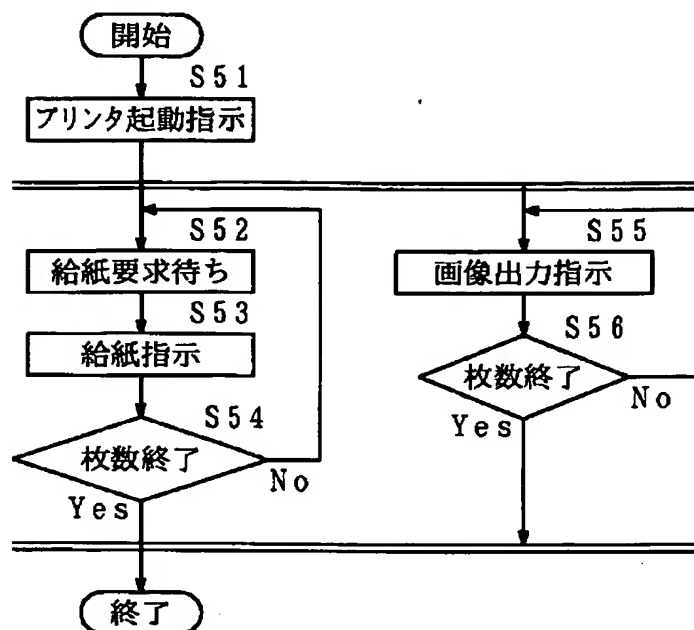 開始
S51
プリンタ起動指示
S52
給紙要求待ち
S53
給紙指示
S54
枚数終了
No
Yes
S55
画像出力指示
S56
枚数終了
No
Yes
終了